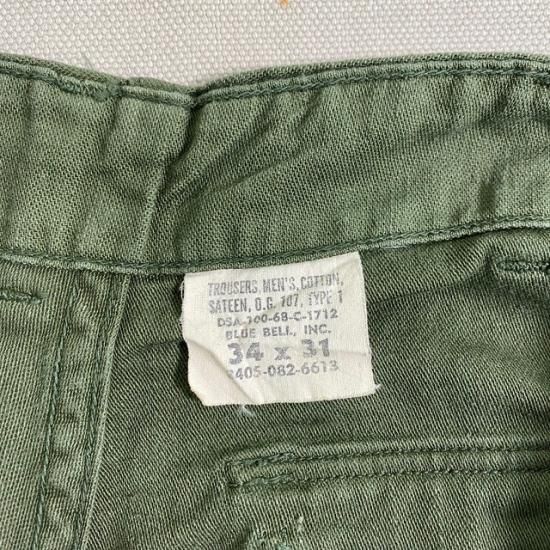 TROUSERS, MEN'S, COTTON,
SATEEN, O.G. 107, TYPE 1
DSA-100-68-C-1712
BLUE BELL, INC.
34 x 31
8405-082-6613